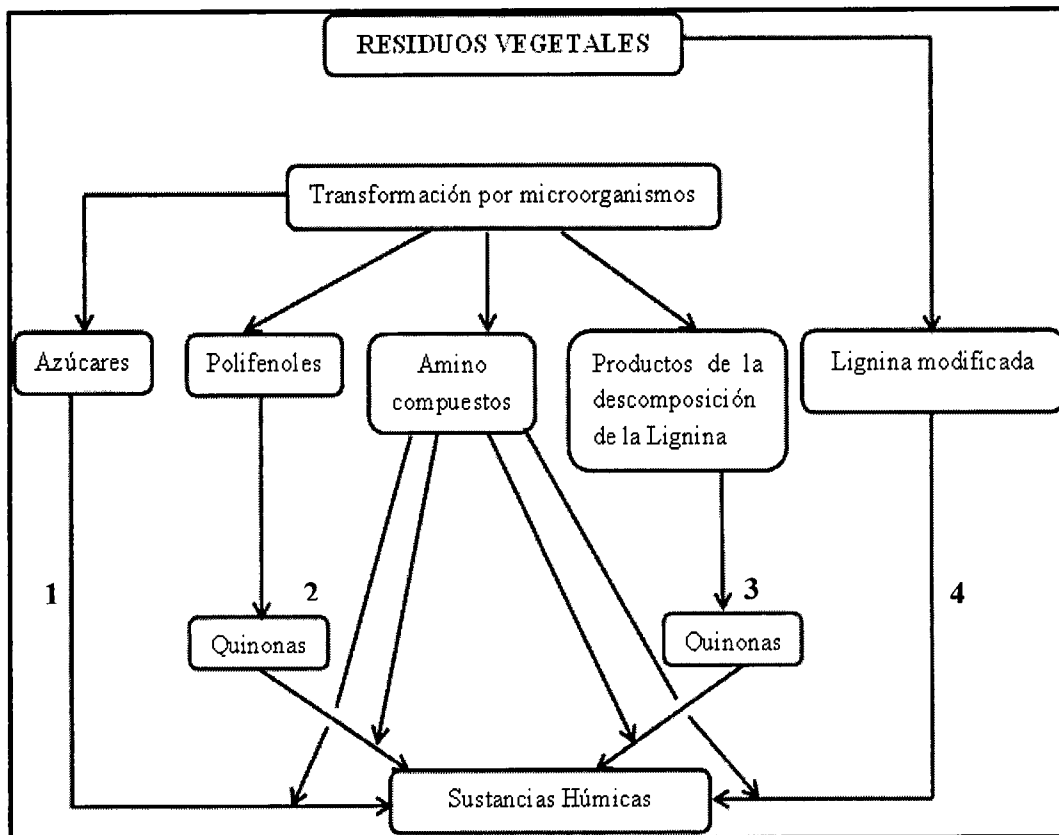 RESIDUOS VEGETALES
Transformación por microorganismos
Azúcares
Polifenoles
Amino
compuestos
Productos de la
descomposición
de la Lignina
Lignina modificada
1
2
3
4
Quinonas
Quinonas
Sustancias Húmicas